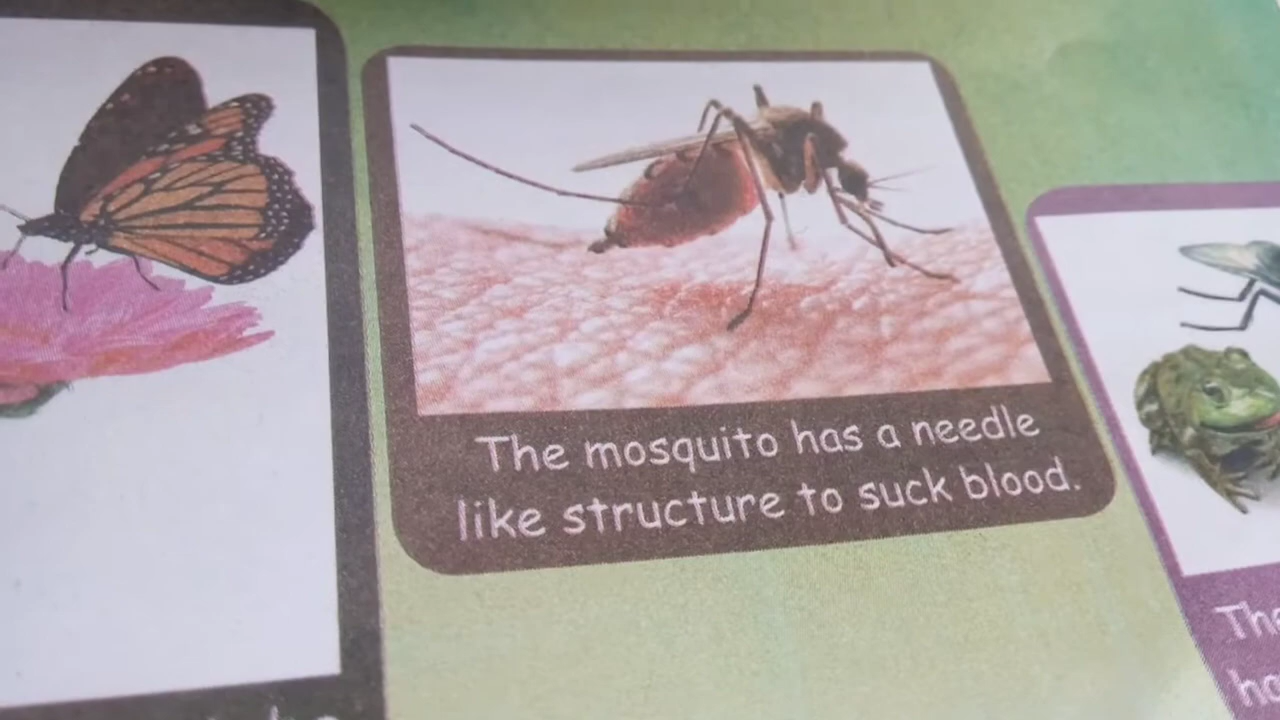 The mosquito has a needle
like structure to suck blood.